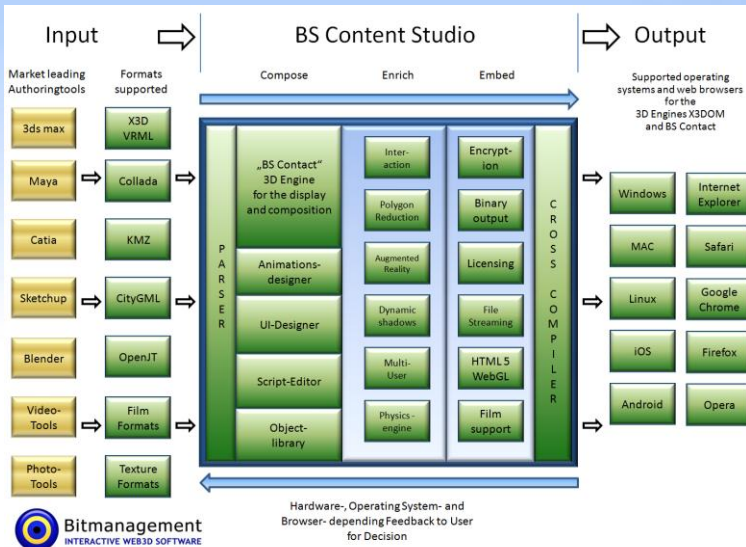 Input
BS Content Studio
Output
Market leading
Authoringtools
Formats
supported
Compose
Enrich
Embed
Supported operating
systems and web browsers
for the
3D Engines X3DOM
and BS Contact
3ds max
Maya
Catia
Sketchup
Blender
Video-
Tools
Photo-
Tools
X3D
VRML
Collada
KMZ
CityGML
OpenJT
Film
Formats
Texture
Formats
PARSER
„BS Contact“
3D Engine
for the display
and composition
Animations-
designer
UI-Designer
Script-Editor
Object-
library
Inter-
action
Polygon
Reduction
Augmented
Reality
Dynamic
shadows
Multi-
User
Physics -
engine
Encrypt-
ion
Binary
output
Licensing
File
Streaming
HTML 5
WebGL
Film
support
CROSS COMPILER
Windows
MAC
Linux
iOS
Android
Internet
Explorer
Safari
Google
Chrome
Firefox
Opera
Hardware-, Operating System- and
Browser- depending Feedback to User
for Decision
Bitmanagement
INTERACTIVE WEB3D SOFTWARE